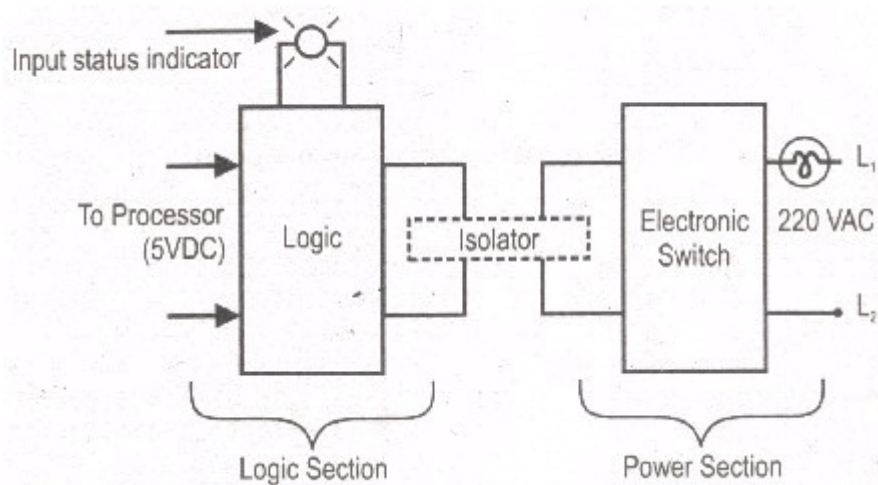 Input status indicator
To Processor
(5VDC)
Logic
Isolator
Electronic
Switch
L₁
220 VAC
L₂
Logic Section
Power Section